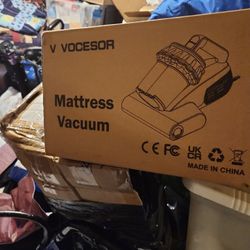 V VOCESOR
Mattress
Vacuum
CE FC UK CA
MADE IN CHINA